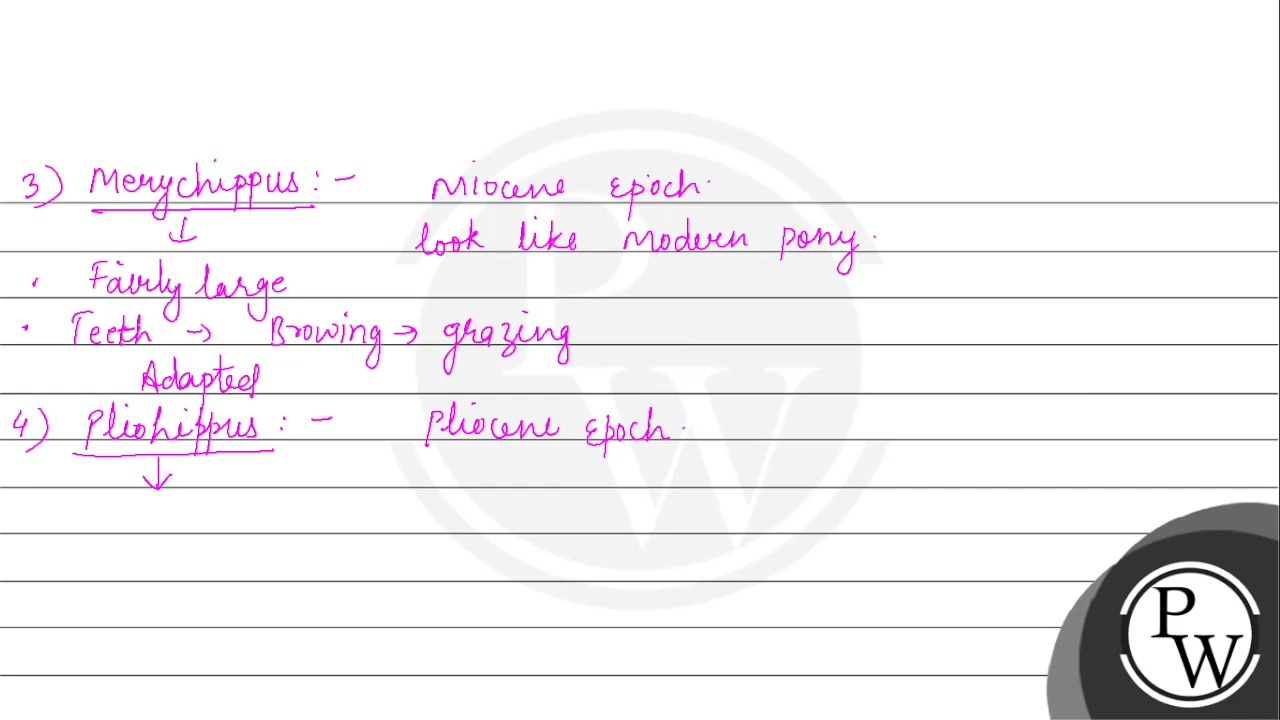 3) Merychippus :- Miocene epoch.
↓ look like modern pony.
• Fairly large
• Teeth → Browing → grazing
Adapted
4) Pliohippus :- Pliocene Epoch.
↓
PW
PW